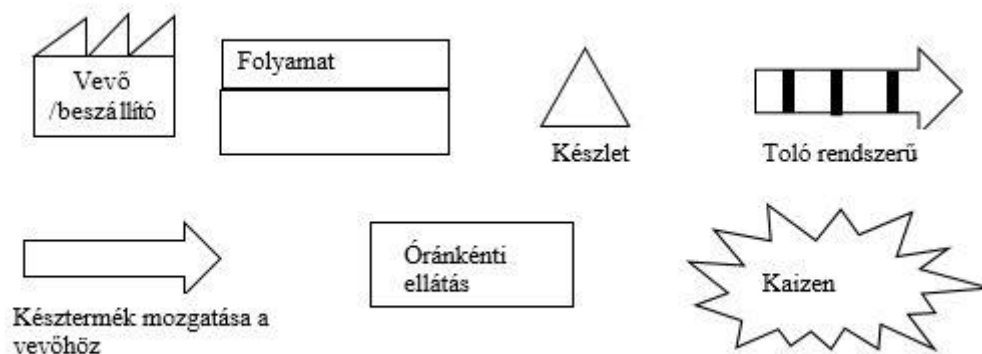 Vevő
/beszállító
Folyamat
Készlet
Toló rendszerű
Késztermék mozgatása a
vevőhöz
Óránkénti
ellátás
Kaizen